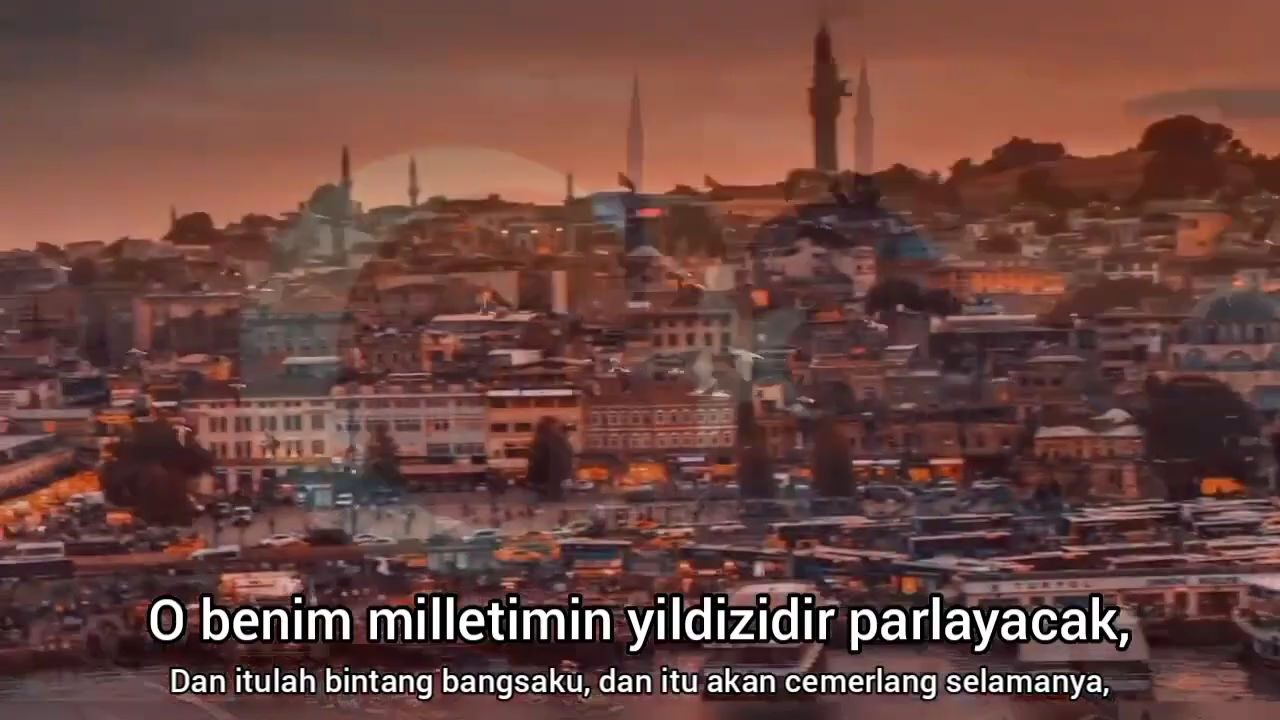 O benim milletimin yildizidir parlayacak,
Dan itulah bintang bangsaku, dan itu akan cemerlang selamanya,